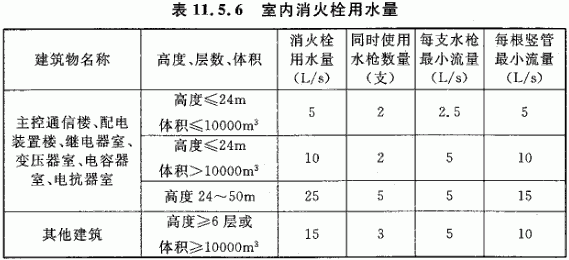 表 11.5.6 室内消火栓用水量
建筑物名称 高度、层数、体积 消火栓用水量(L/s) 同时使用水枪数量(支) 每支水枪最小流量(L/s) 每根竖管最小流量(L/s)
主控通信楼、配电装置楼、继电器室、变压器室、电容器室、电抗器室 高度≤24m 体积≤10000m³ 5 2 2.5 5
高度≤24m 体积>10000m³ 10 2 5 10
高度 24～50m 25 5 5 15
其他建筑 高度≥6 层或体积≥10000m³ 15 3 5 10